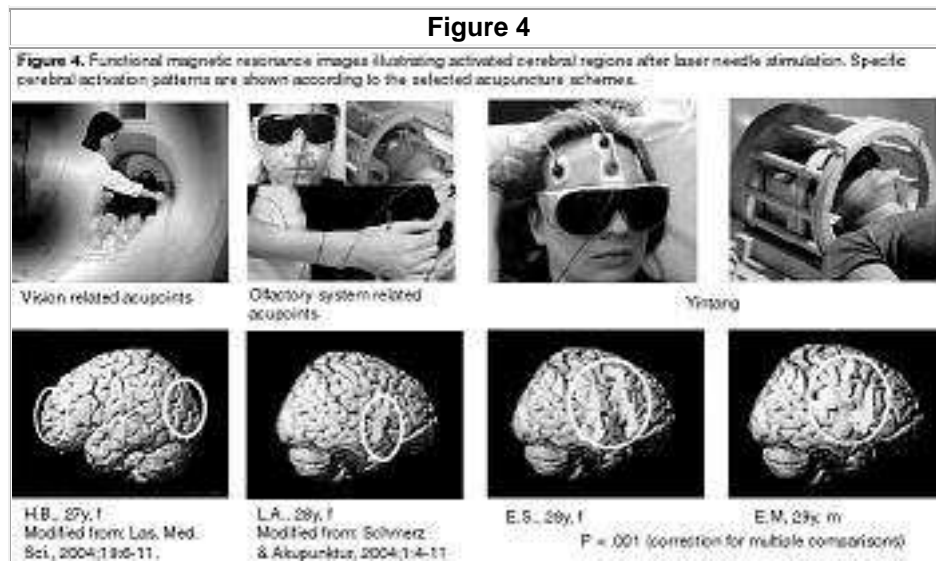 Figure 4
Figure 4. Functional magnetic resonance images illustrating activated cerebral regions after laser needle stimulation. Specific
cerebral activation patterns are shown according to the selected acupuncture schemes.
Vision related acupoints
Olfactory system related
acupoints
Yintang
H.B., 27y, f
Modified from: Las. Med.
Sci., 2004;19:6-11.
L.A., 28y, f
Modified from: Schmerz
& Akupunktur, 2004;1:4-11
E.S., 28y, f
E.M, 29y, m
P = .001 (correction for multiple comparisons)